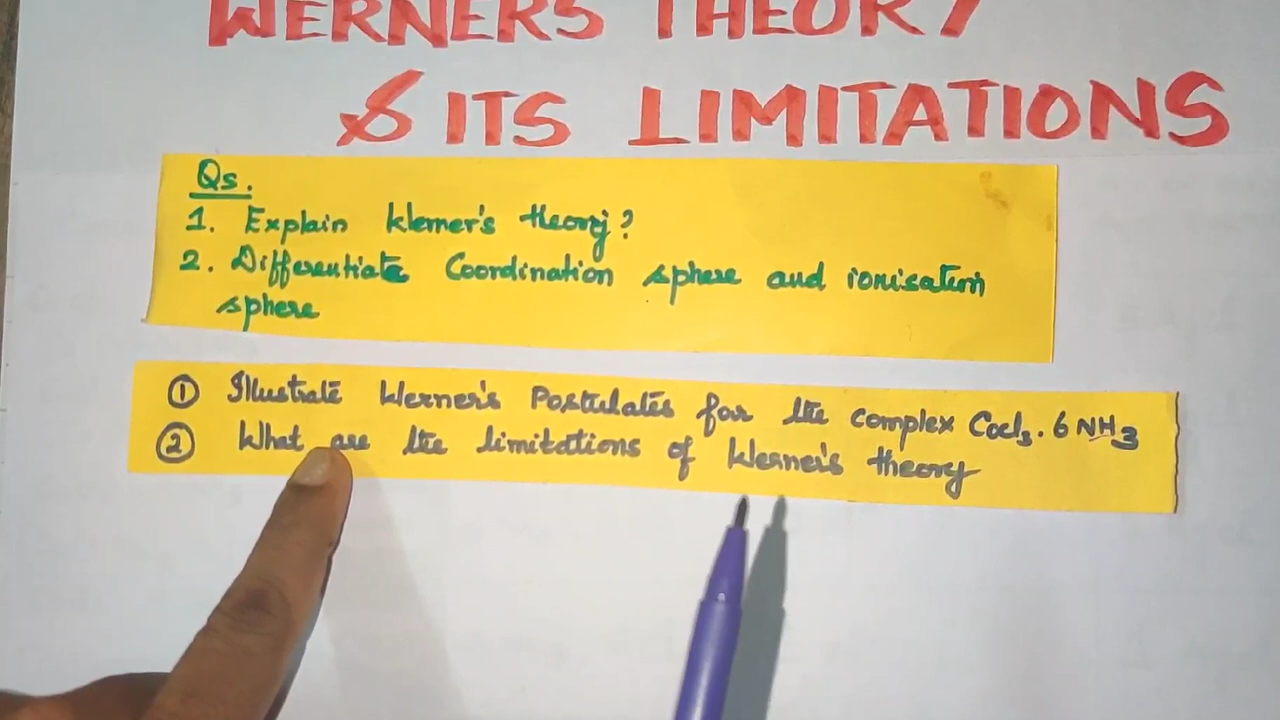 WERNERS THEORY
& ITS LIMITATIONS
Qs.
1. Explain Werner's theory?
2. Differentiate Coordination sphere and ionisation
sphere
① Illustrate Werner's Postulates for the complex CoCl3. 6 NH3
② What are the limitations of Werner's theory